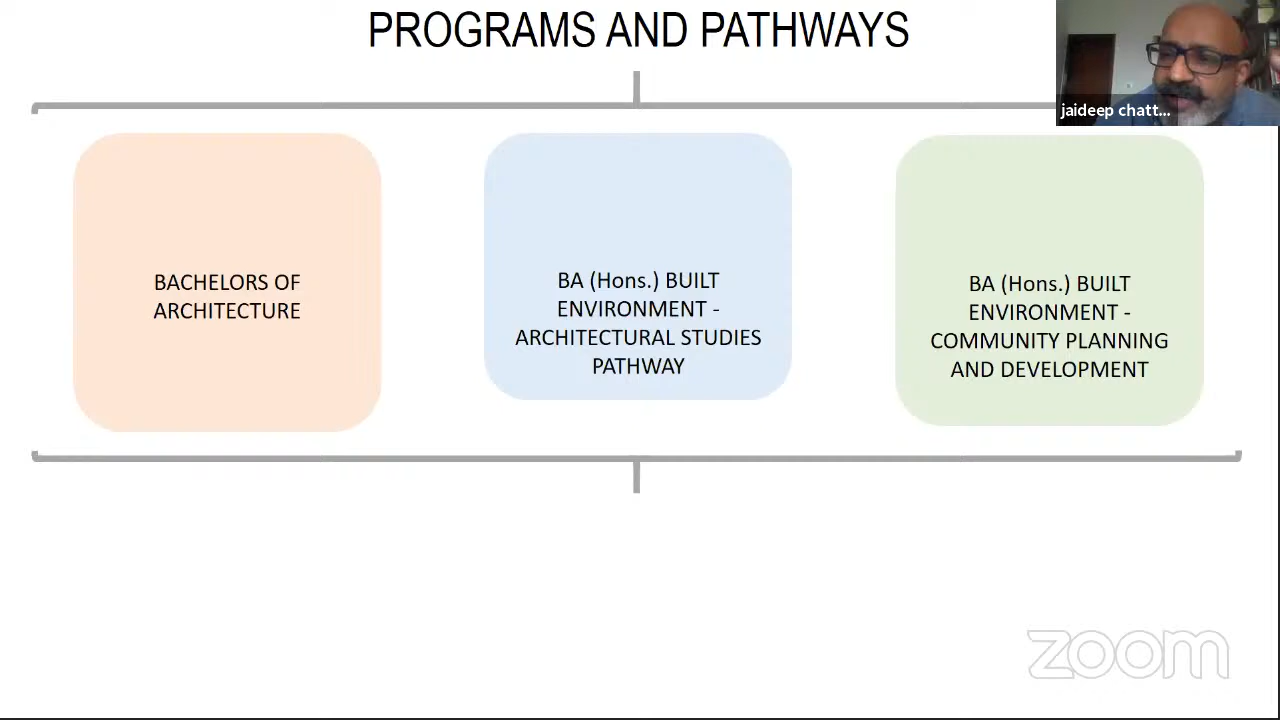 PROGRAMS AND PATHWAYS
jaideep chatt...
BACHELORS OF
ARCHITECTURE
BA (Hons.) BUILT
ENVIRONMENT -
ARCHITECTURAL STUDIES
PATHWAY
BA (Hons.) BUILT
ENVIRONMENT -
COMMUNITY PLANNING
AND DEVELOPMENT
zoom